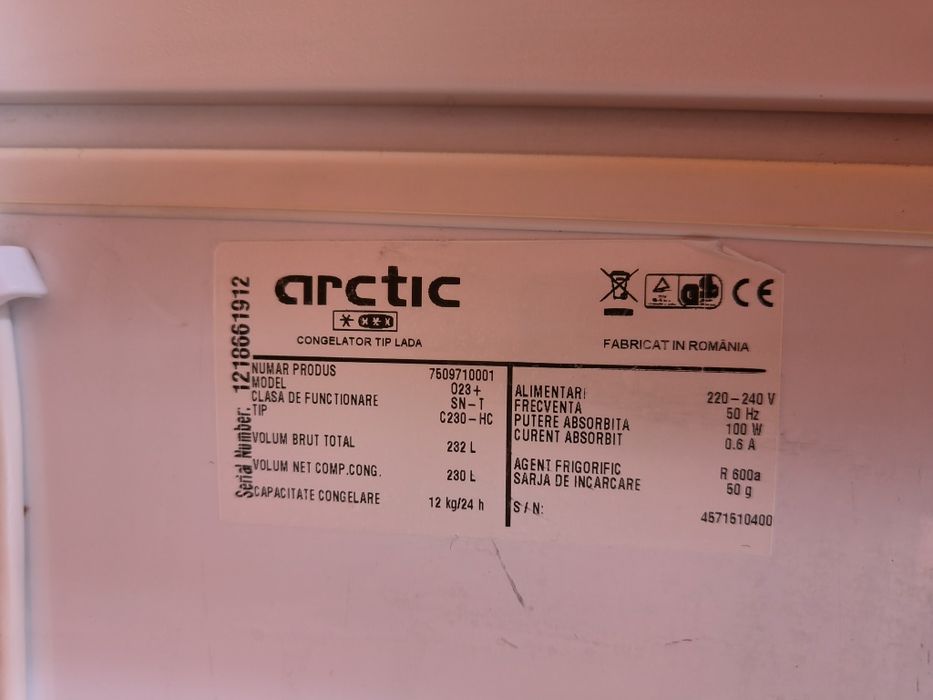 arctic
CONGELATOR TIP LADA
CE
FABRICAT IN ROMÂNIA
Serial Number: 1218661912
NUMAR PRODUS 7509710001
MODEL O23+
CLASA DE FUNCTIONARE SN-T
TIP C230-HC
VOLUM BRUT TOTAL 232 L
VOLUM NET COMP.CONG. 230 L
CAPACITATE CONGELARE 12 kg/24 h
ALIMENTARI 220-240 V
FRECVENTA 50 Hz
PUTERE ABSORBITA 100 W
CURENT ABSORBIT 0.6 A
AGENT FRIGORIFIC R 600a
SARJA DE INCARCARE 50 g
S/N: 4571510400